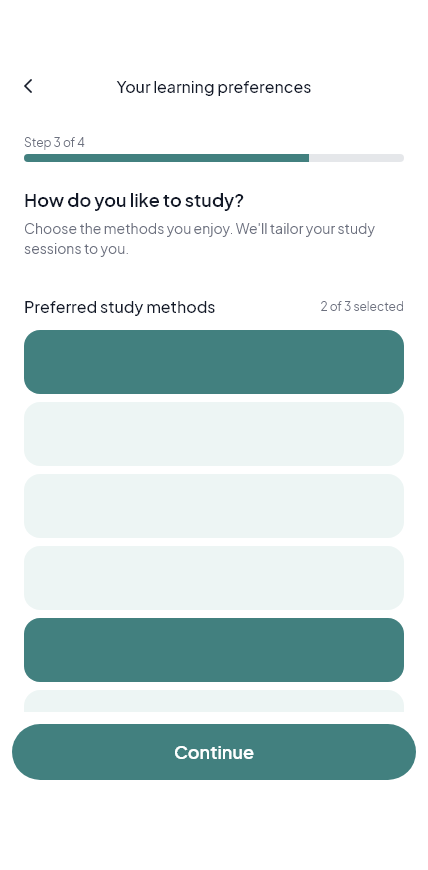 Your learning preferences
Step 3 of 4
How do you like to study?
Choose the methods you enjoy. We'll tailor your study
sessions to you.
Preferred study methods
2 of 3 selected
Continue